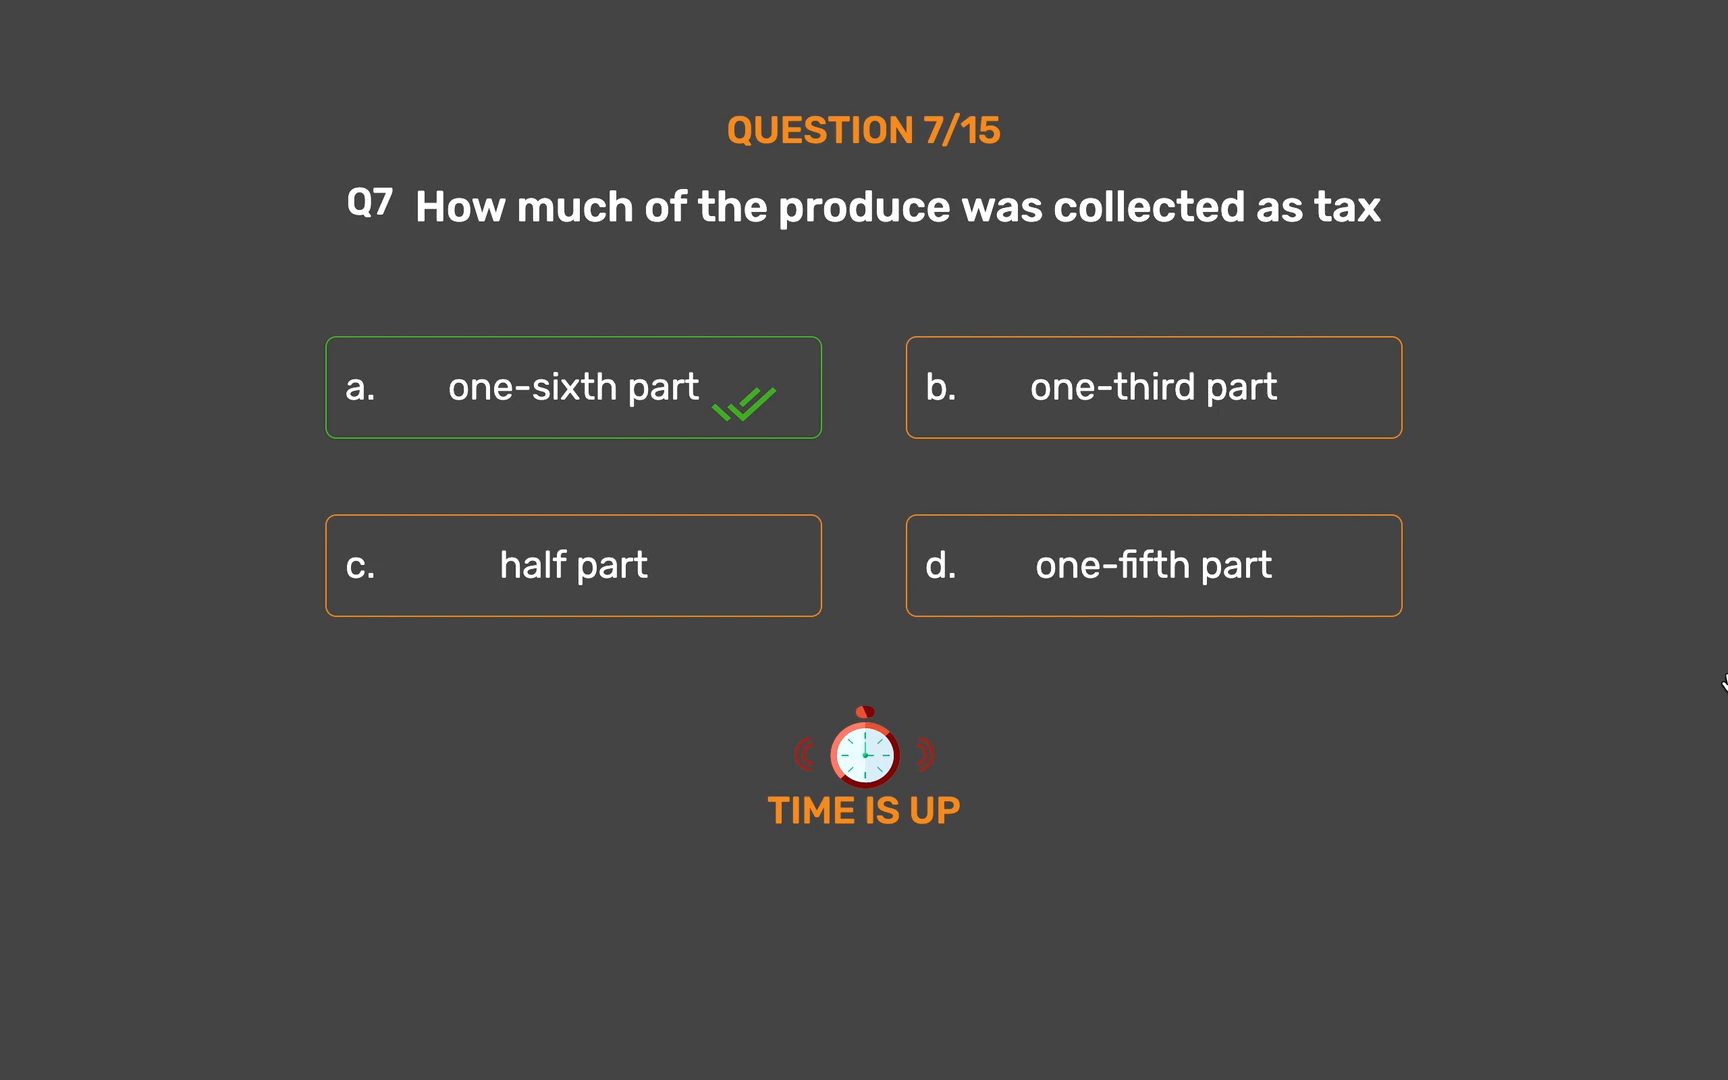 QUESTION 7/15
Q7 How much of the produce was collected as tax
a. one-sixth part
b. one-third part
c. half part
d. one-fifth part
TIME IS UP